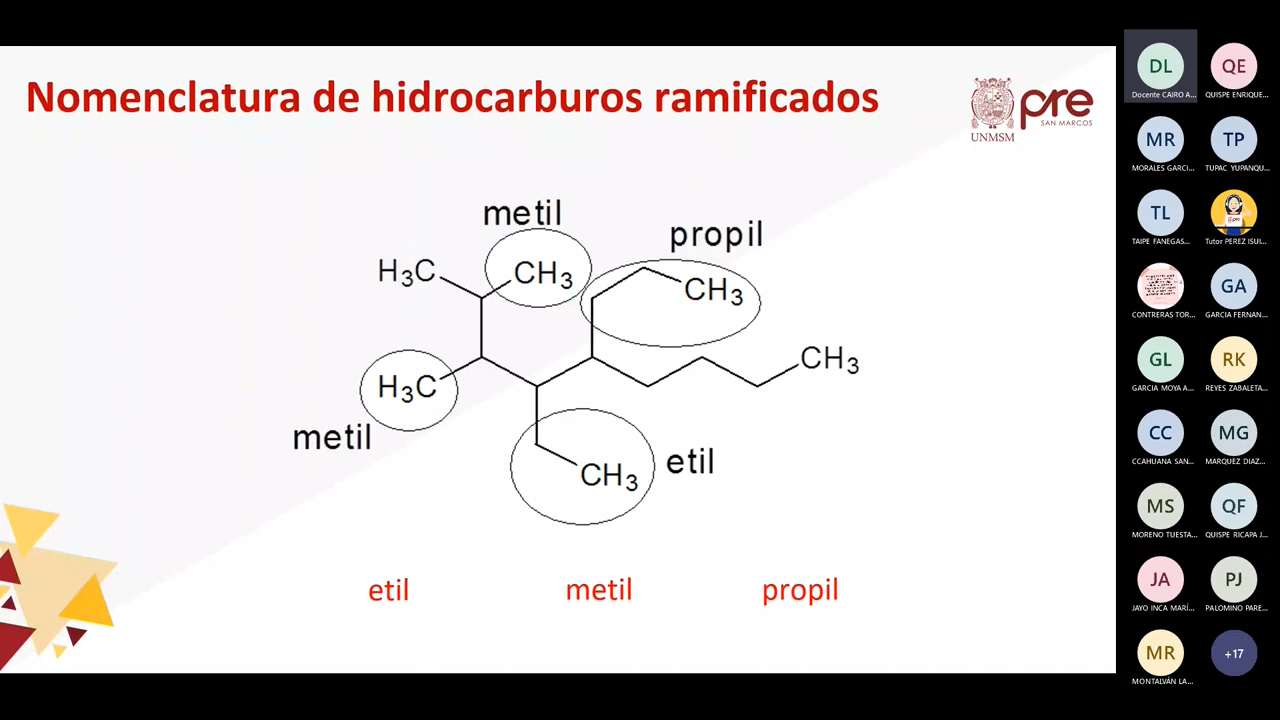 Nomenclatura de hidrocarburos ramificados
UNMSM
pre
SAN MARCOS
metil
propil
H₃C
CH₃
CH₃
CH₃
H₃C
metil
CH₃
etil
etil metil propil
DL
Docente CAIRO A...
QE
QUISPE ENRIQUE...
MR
MORALES GARCI...
TP
TUPAC YUPANQU...
TL
TAIPE FANEGAS...
Tutor PEREZ ISUI...
CONTRERAS TOR...
GA
GARCIA FERNAN...
GL
GARCIA MOYA A...
RK
REYES ZABALETA...
CC
CCAHUANA SAN...
MG
MARQUEZ DIAZ...
MS
MORENO TUESTA...
QF
QUISPE RICAPA J...
JA
JAYO INCA MARÍ...
PJ
PALOMINO PARE...
MR
MONTALVÁN LA...
+17